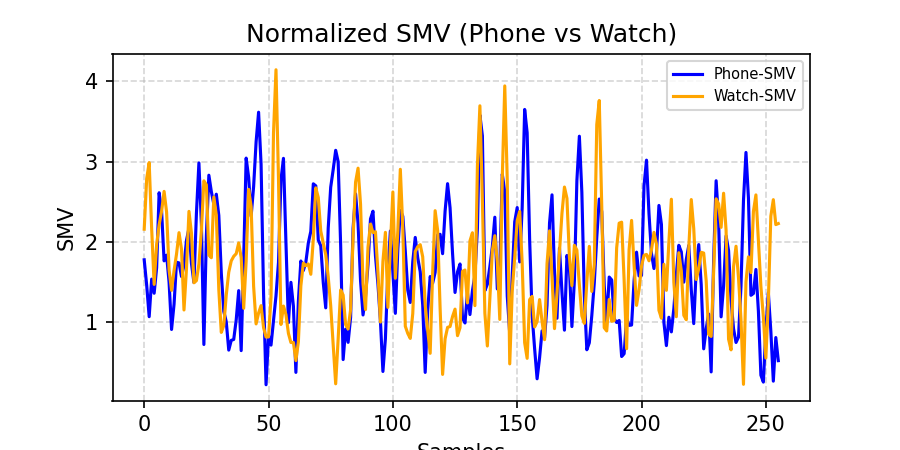 Normalized SMV (Phone vs Watch)
Phone-SMV
Watch-SMV
SMV
4
3
2
1
0 50 100 150 200 250
Samples